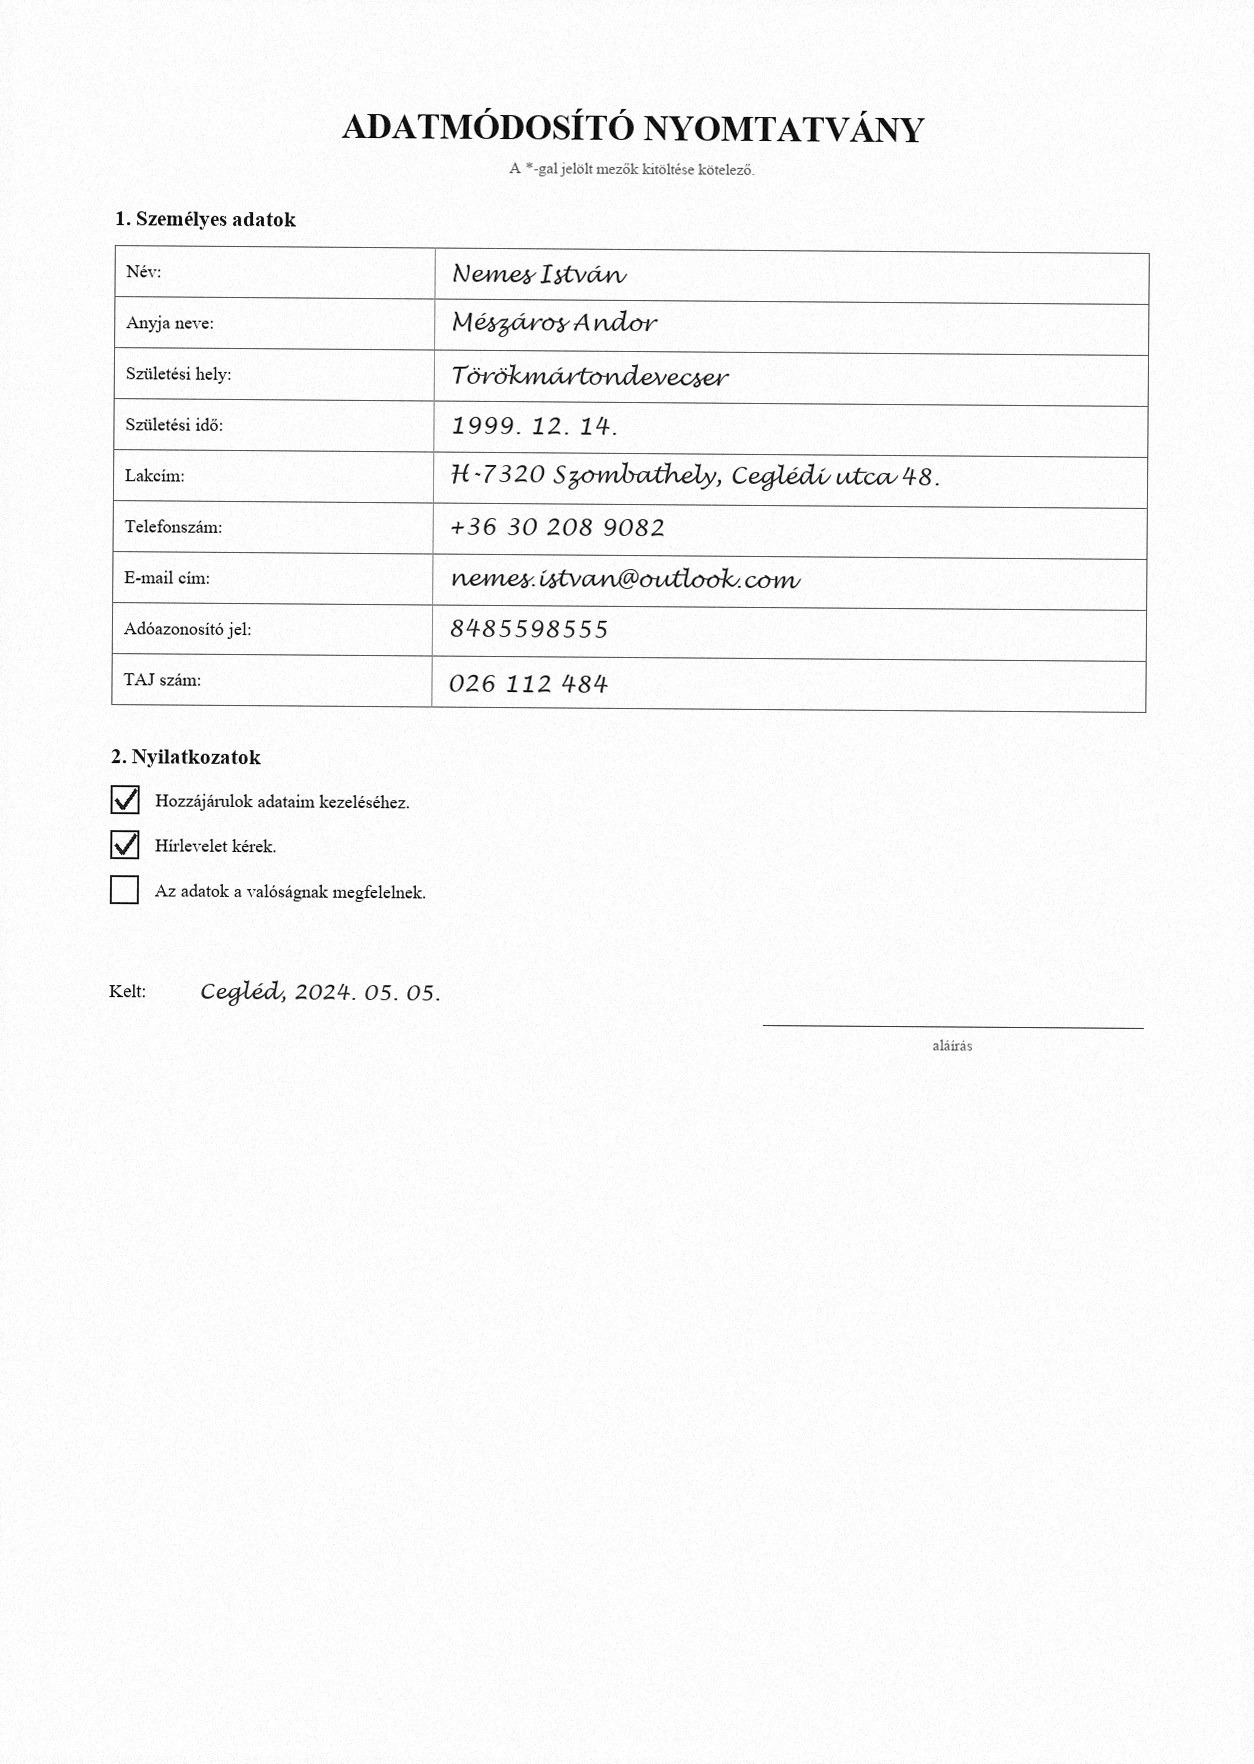 ADATMÓDOSÍTÓ NYOMTATVÁNY
A *-gal jelölt mezők kitöltése kötelező.
1. Személyes adatok
Név: Nemes István
Anyja neve: Mészáros Andor
Születési hely: Törökmártondevecser
Születési idő: 1999. 12. 14.
Lakcím: H-7320 Szombathely, Ceglédi utca 48.
Telefonszám: +36 30 208 9082
E-mail cím: nemes.istvan@outlook.com
Adóazonosító jel: 8485598555
TAJ szám: 026 112 484
2. Nyilatkozatok
Hozzájárulok adataim kezeléséhez.
Hírlevelet kérek.
Az adatok a valóságnak megfelelnek.
Kelt: Cegléd, 2024. 05. 05.
aláírás